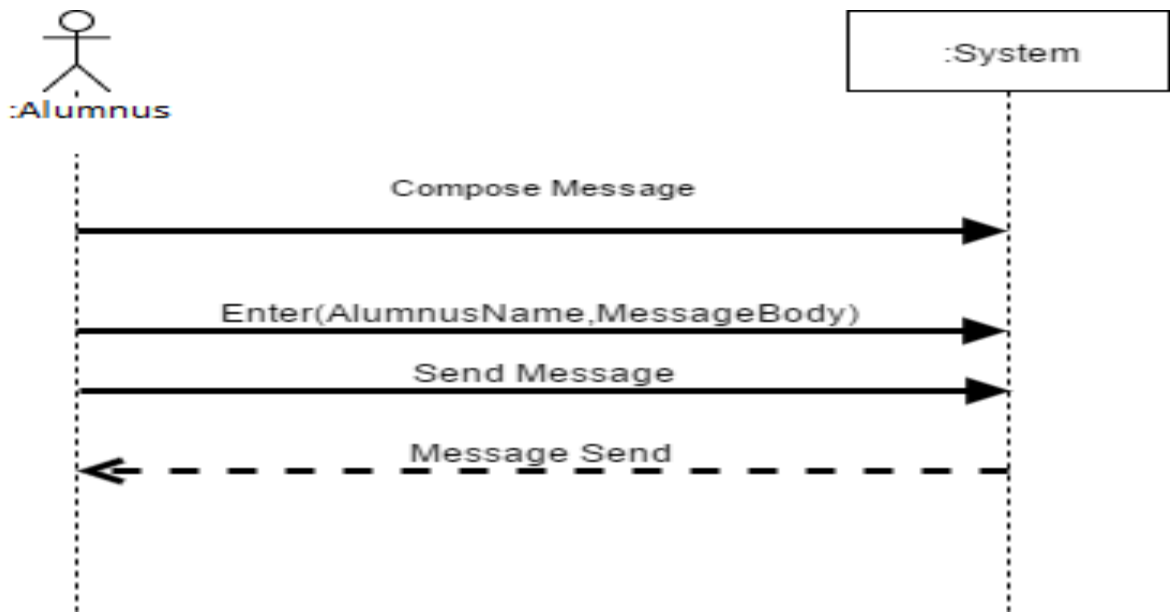 :System
:Alumnus
Compose Message
Enter(AlumnusName,MessageBody)
Send Message
Message Send